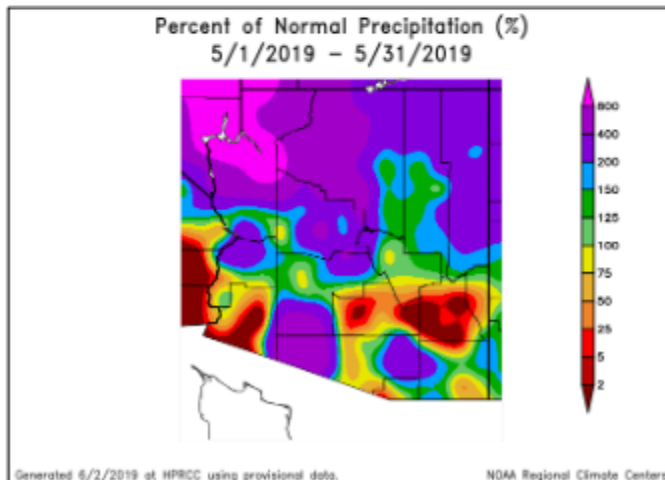 Percent of Normal Precipitation (%)
5/1/2019 – 5/31/2019
800
400
200
150
125
100
75
50
25
5
2
Generated 6/2/2019 at HPRCC using provisional data.
NOAA Regional Climate Centers